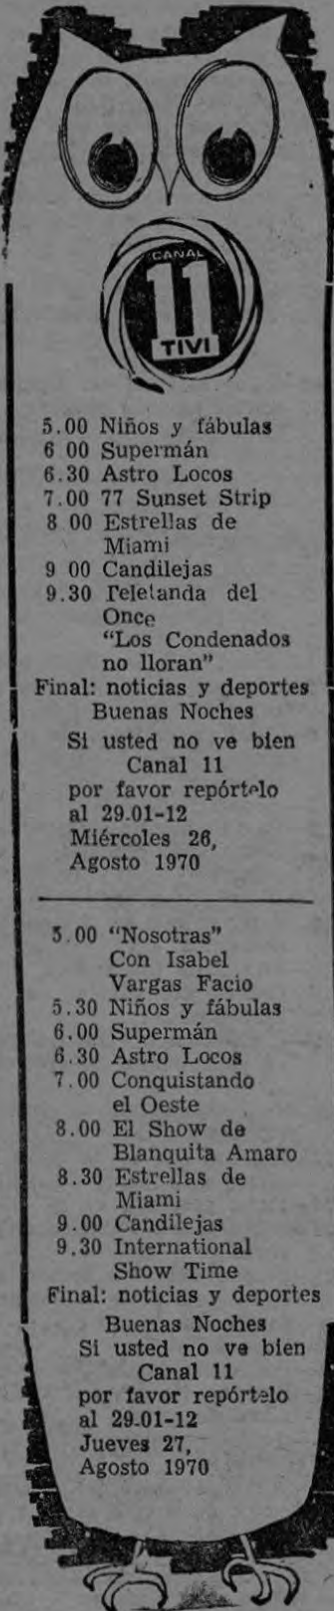 CANAL
11
TIVI
5.00 Niños y fábulas
6 00 Supermán
6.30 Astro Locos
7.00 77 Sunset Strip
8 00 Estrellas de
Miami
9 00 Candilejas
9.30 Teletanda del
Once
"Los Condenados
no lloran"
Final: noticias y deportes
Buenas Noches
Si usted no ve bien
Canal 11
por favor repórtelo
al 29.01-12
Miércoles 26,
Agosto 1970
5.00 "Nosotras"
Con Isabel
Vargas Facio
5.30 Niños y fábulas
6.00 Supermán
6.30 Astro Locos
7.00 Conquistando
el Oeste
8.00 El Show de
Blanquita Amaro
8.30 Estrellas de
Miami
9.00 Candilejas
9.30 International
Show Time
Final: noticias y deportes
Buenas Noches
Si usted no ve bien
Canal 11
por favor repórtelo
al 29.01-12
Jueves 27,
Agosto 1970